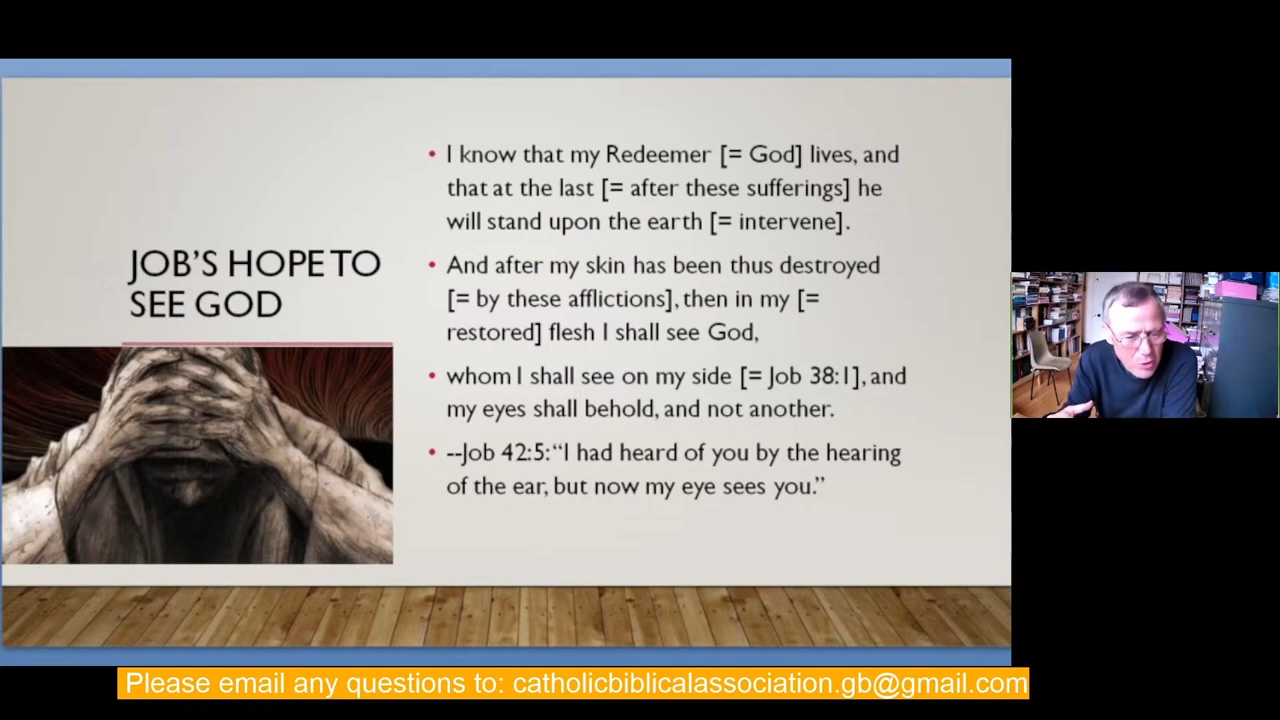 JOB'S HOPE TO
SEE GOD
• I know that my Redeemer [= God] lives, and
that at the last [= after these sufferings] he
will stand upon the earth [= intervene].
• And after my skin has been thus destroyed
[= by these afflictions], then in my [=
restored] flesh I shall see God,
• whom I shall see on my side [= Job 38:1], and
my eyes shall behold, and not another.
• --Job 42:5: “I had heard of you by the hearing
of the ear, but now my eye sees you.”
Please email any questions to: catholicbiblicalassociation.gb@gmail.com